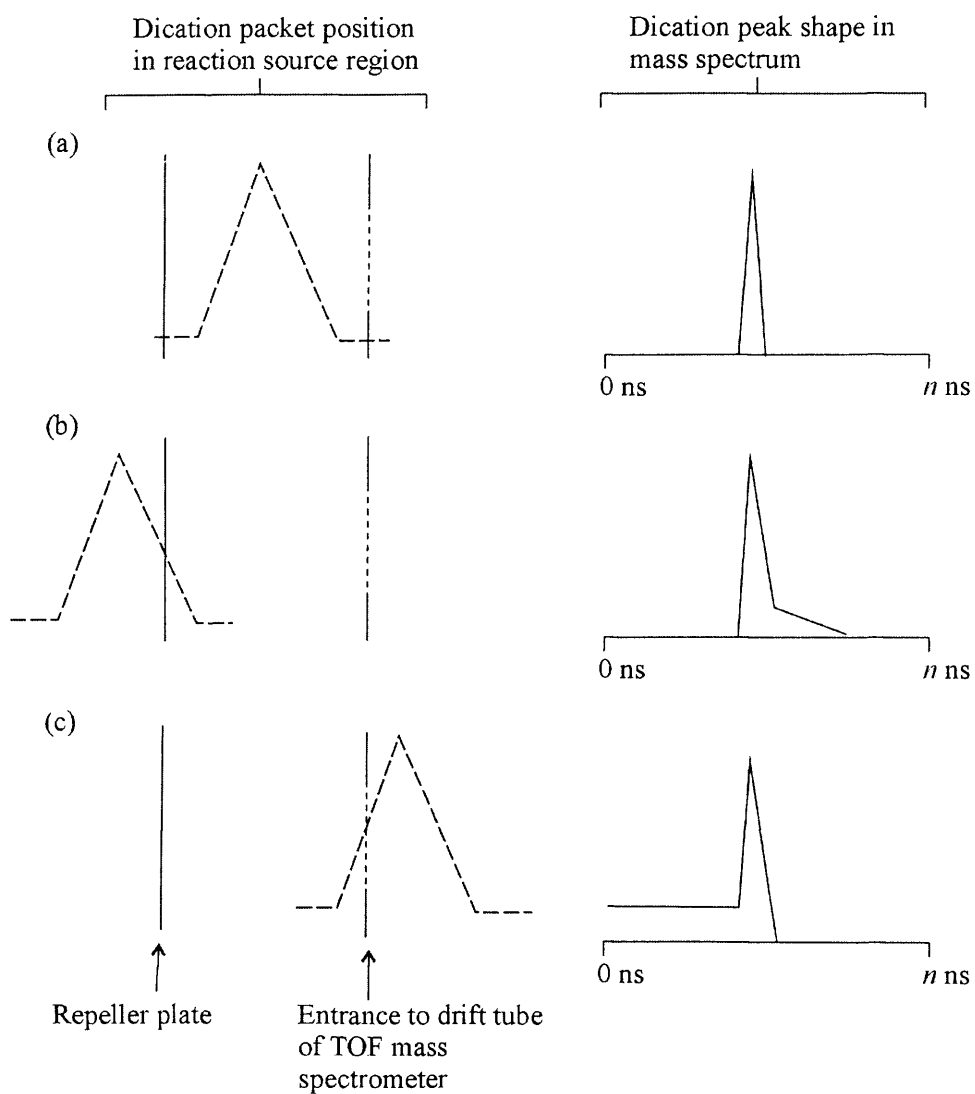 Dication packet position
in reaction source region
Dication peak shape in
mass spectrum
(a)
0 ns
n ns
(b)
0 ns
n ns
(c)
0 ns
n ns
Repeller plate
Entrance to drift tube
of TOF mass
spectrometer